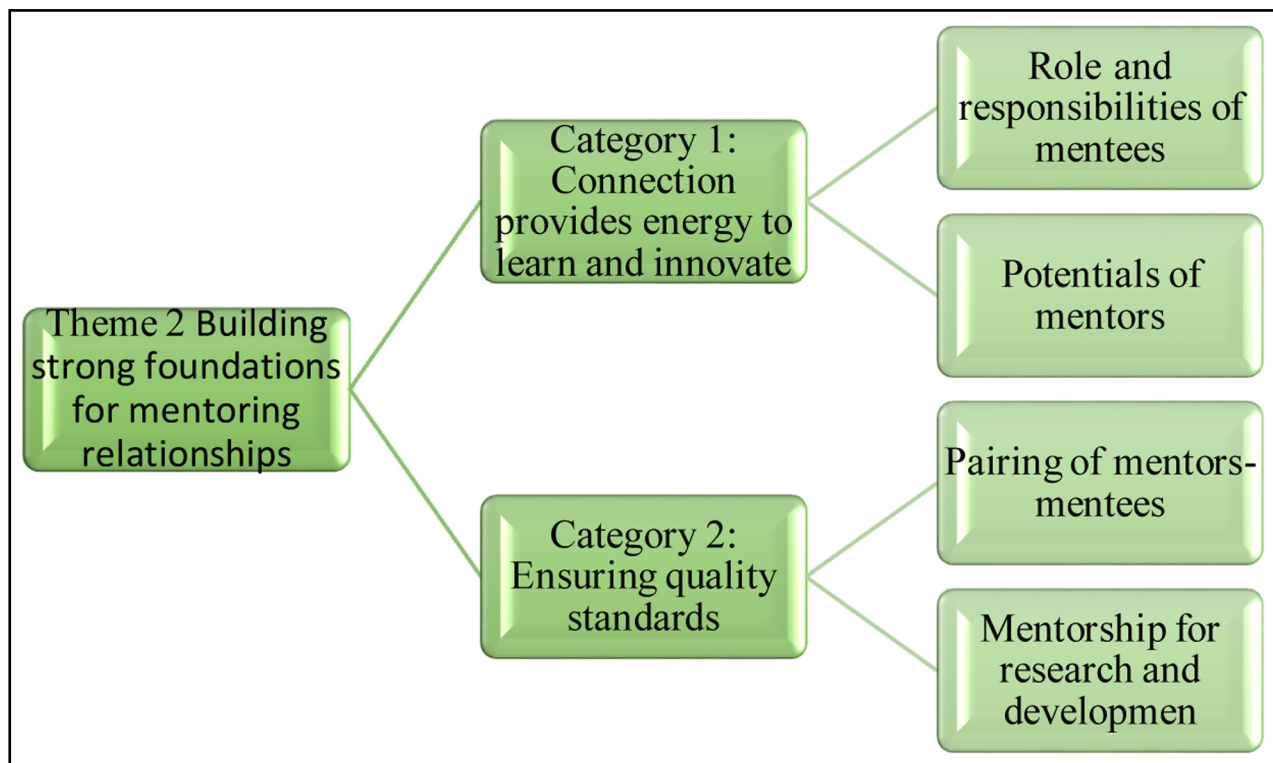 Theme 2 Building
strong foundations
for mentoring
relationships
Category 1:
Connection
provides energy to
learn and innovate
Role and
responsibilities of
mentees
Potentials of
mentors
Category 2:
Ensuring quality
standards
Pairing of mentors-
mentees
Mentorship for
research and
developmen